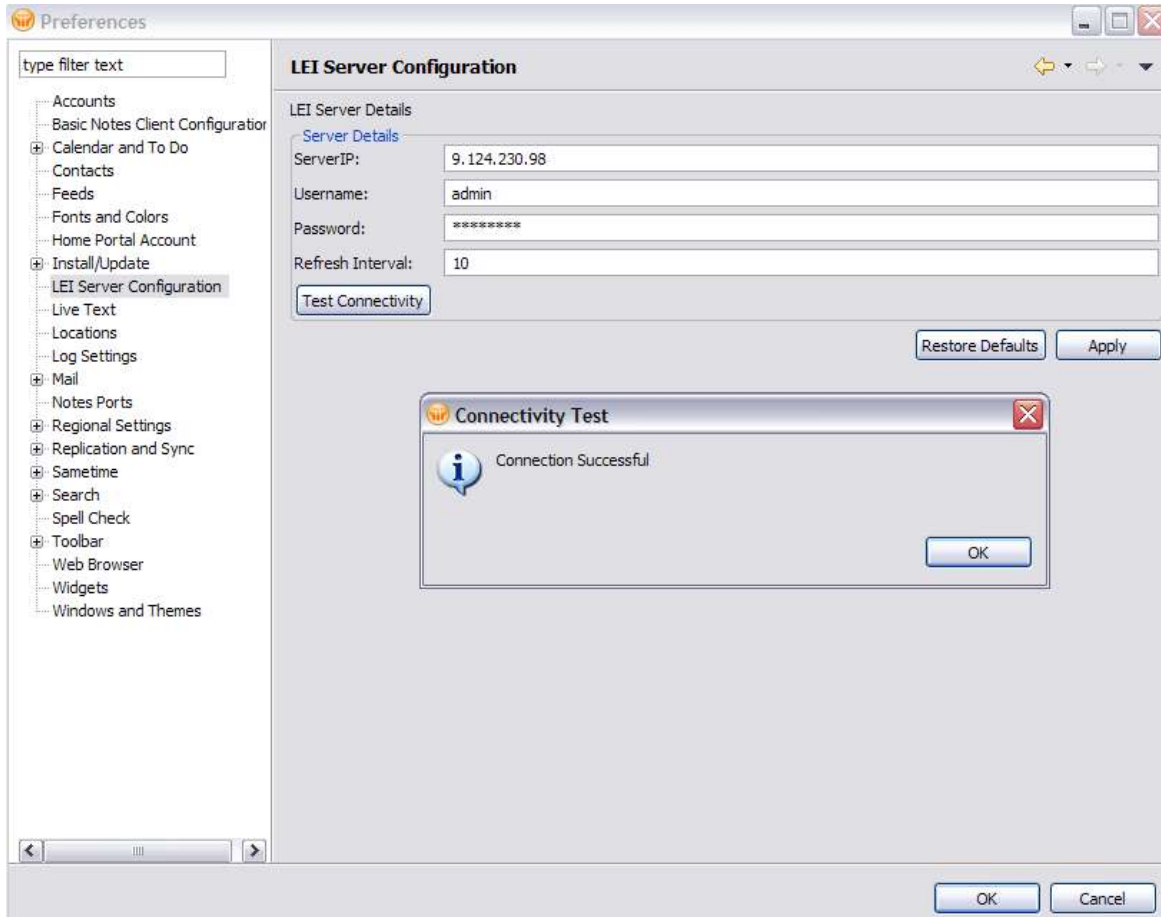 Preferences
type filter text
Accounts
Basic Notes Client Configuration
Calendar and To Do
Contacts
Feeds
Fonts and Colors
Home Portal Account
Install/Update
LEI Server Configuration
Live Text
Locations
Log Settings
Mail
Notes Ports
Regional Settings
Replication and Sync
Sametime
Search
Spell Check
Toolbar
Web Browser
Widgets
Windows and Themes
LEI Server Configuration
LEI Server Details
Server Details
ServerIP: 9.124.230.98
Username: admin
Password: ********
Refresh Interval: 10
Test Connectivity
Restore Defaults Apply
Connectivity Test
Connection Successful
OK
OK Cancel